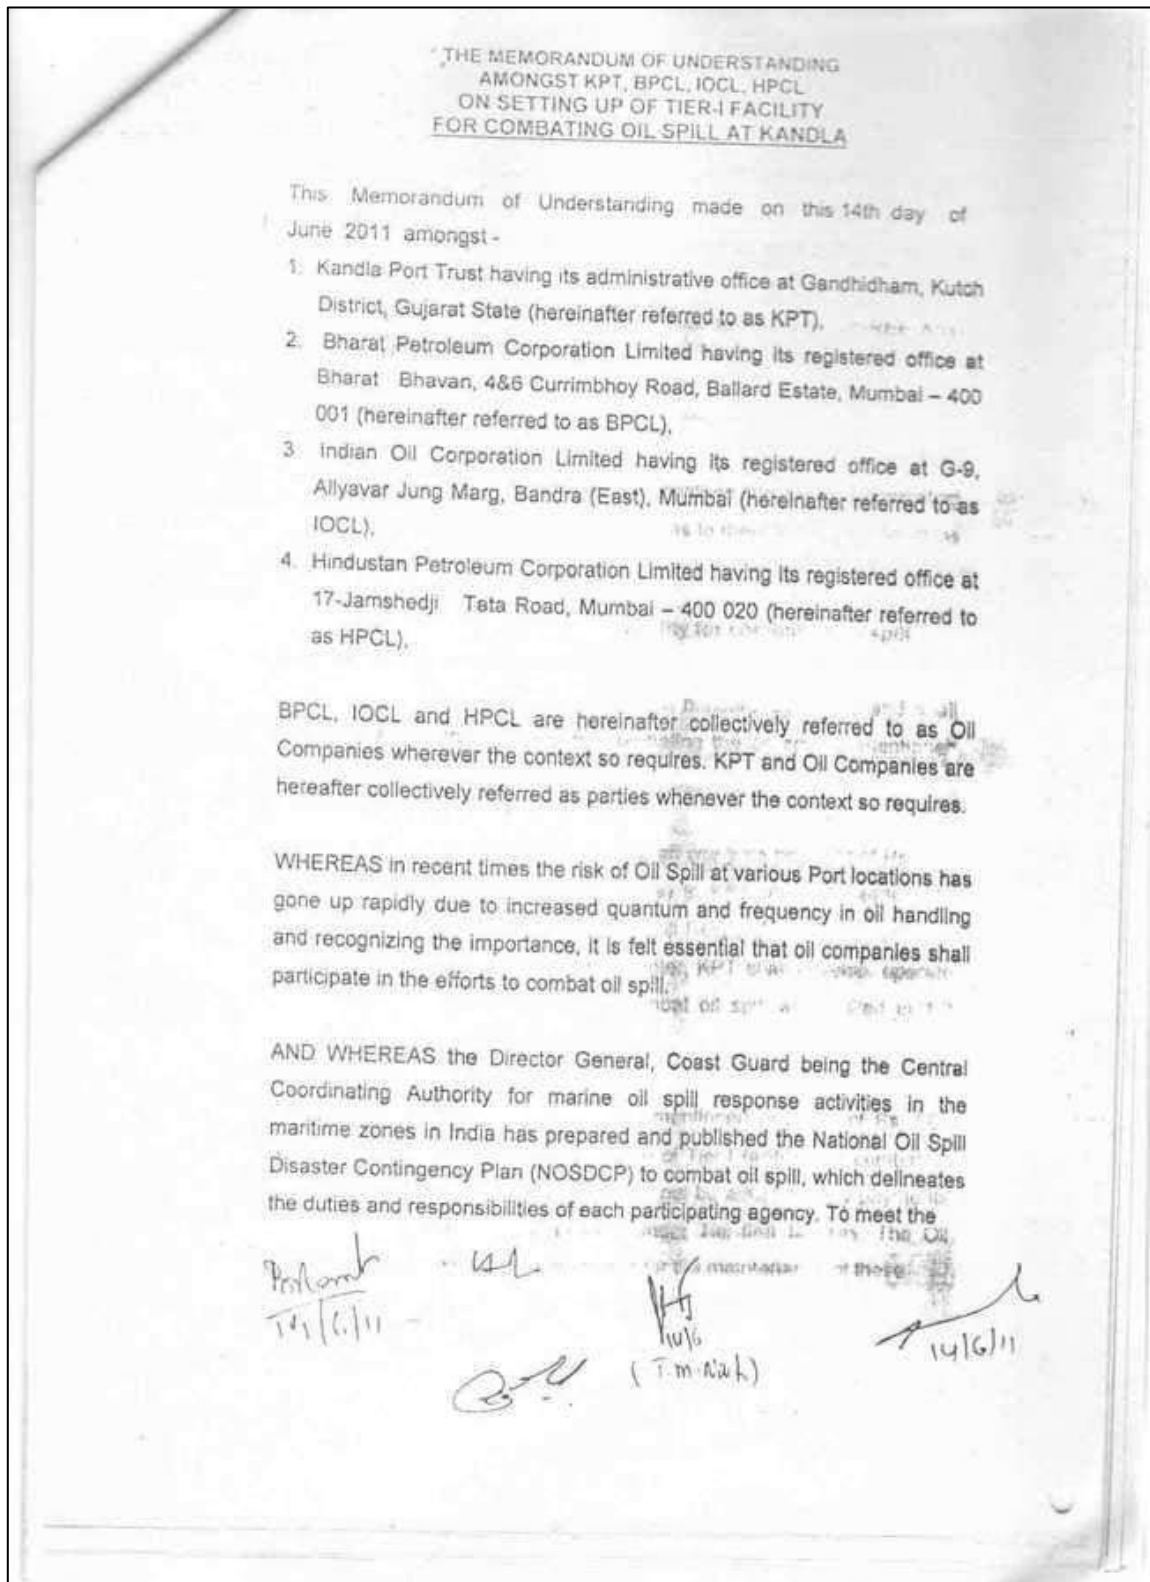 THE MEMORANDUM OF UNDERSTANDING
AMONGST KPT, BPCL, IOCL, HPCL
ON SETTING UP OF TIER-I FACILITY
FOR COMBATING OIL SPILL AT KANDLA
This Memorandum of Understanding made on this 14th day of
June 2011 amongst -
1. Kandla Port Trust having its administrative office at Gandhidham, Kutch
District, Gujarat State (hereinafter referred to as KPT),
2. Bharat Petroleum Corporation Limited having its registered office at
Bharat Bhavan, 4&6 Currimbhoy Road, Ballard Estate, Mumbai – 400
001 (hereinafter referred to as BPCL),
3. Indian Oil Corporation Limited having its registered office at G-9,
Allyavar Jung Marg, Bandra (East), Mumbai (hereinafter referred to as
IOCL),
4. Hindustan Petroleum Corporation Limited having its registered office at
17-Jamshedji Tata Road, Mumbai – 400 020 (hereinafter referred to
as HPCL),
BPCL, IOCL and HPCL are hereinafter collectively referred to as Oil
Companies wherever the context so requires. KPT and Oil Companies are
hereafter collectively referred as parties whenever the context so requires.
WHEREAS in recent times the risk of Oil Spill at various Port locations has
gone up rapidly due to increased quantum and frequency in oil handling
and recognizing the importance, it is felt essential that oil companies shall
participate in the efforts to combat oil spill.
AND WHEREAS the Director General, Coast Guard being the Central
Coordinating Authority for marine oil spill response activities in the
maritime zones in India has prepared and published the National Oil Spill
Disaster Contingency Plan (NOSDCP) to combat oil spill, which delineates
the duties and responsibilities of each participating agency. To meet the
14/6
14/6/11